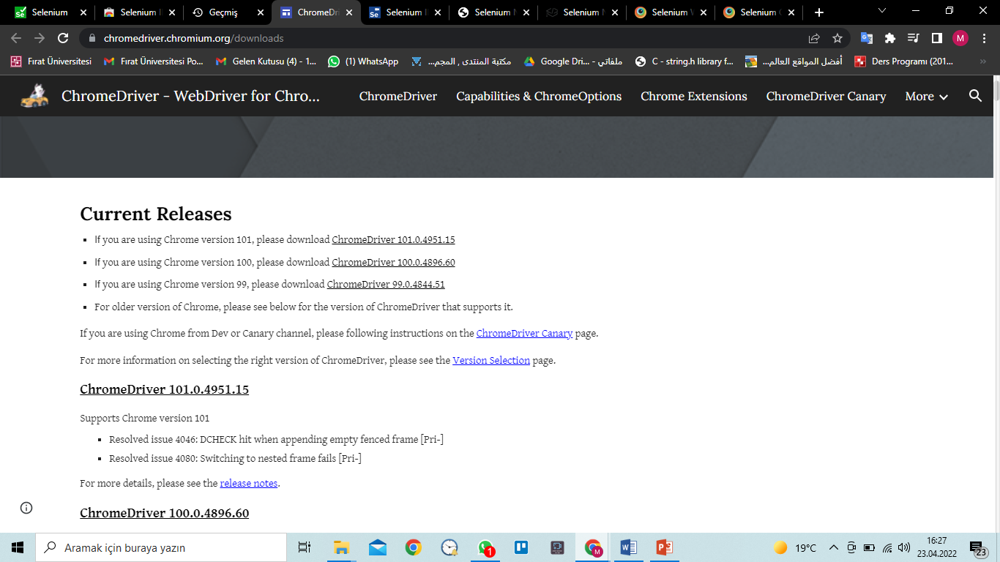 Selenium
Selenium I
Geçmiş
ChromeDri
Selenium I
Selenium N
Selenium N
Selenium V
Selenium C
chromedriver.chromium.org/downloads
M
Fırat Üniversitesi
Fırat Üniversitesi Po...
Gelen Kutusu (4) - 1...
(1) WhatsApp
مكتبة المنتدى , المجم...
Google Dri... - ملفاتي
C - string.h library f...
أفضل المواقع العالم...
Ders Programı (201...
ChromeDriver - WebDriver for Chro...
ChromeDriver
Capabilities & ChromeOptions
Chrome Extensions
ChromeDriver Canary
More
Current Releases
If you are using Chrome version 101, please download ChromeDriver 101.0.4951.15
If you are using Chrome version 100, please download ChromeDriver 100.0.4896.60
If you are using Chrome version 99, please download ChromeDriver 99.0.4844.51
For older version of Chrome, please see below for the version of ChromeDriver that supports it.
If you are using Chrome from Dev or Canary channel, please following instructions on the ChromeDriver Canary page.
For more information on selecting the right version of ChromeDriver, please see the Version Selection page.
ChromeDriver 101.0.4951.15
Supports Chrome version 101
Resolved issue 4046: DCHECK hit when appending empty fenced frame [Pri-]
Resolved issue 4080: Switching to nested frame fails [Pri-]
For more details, please see the release notes.
ChromeDriver 100.0.4896.60
Aramak için buraya yazın
1
M
19°C
16:27
23.04.2022
23